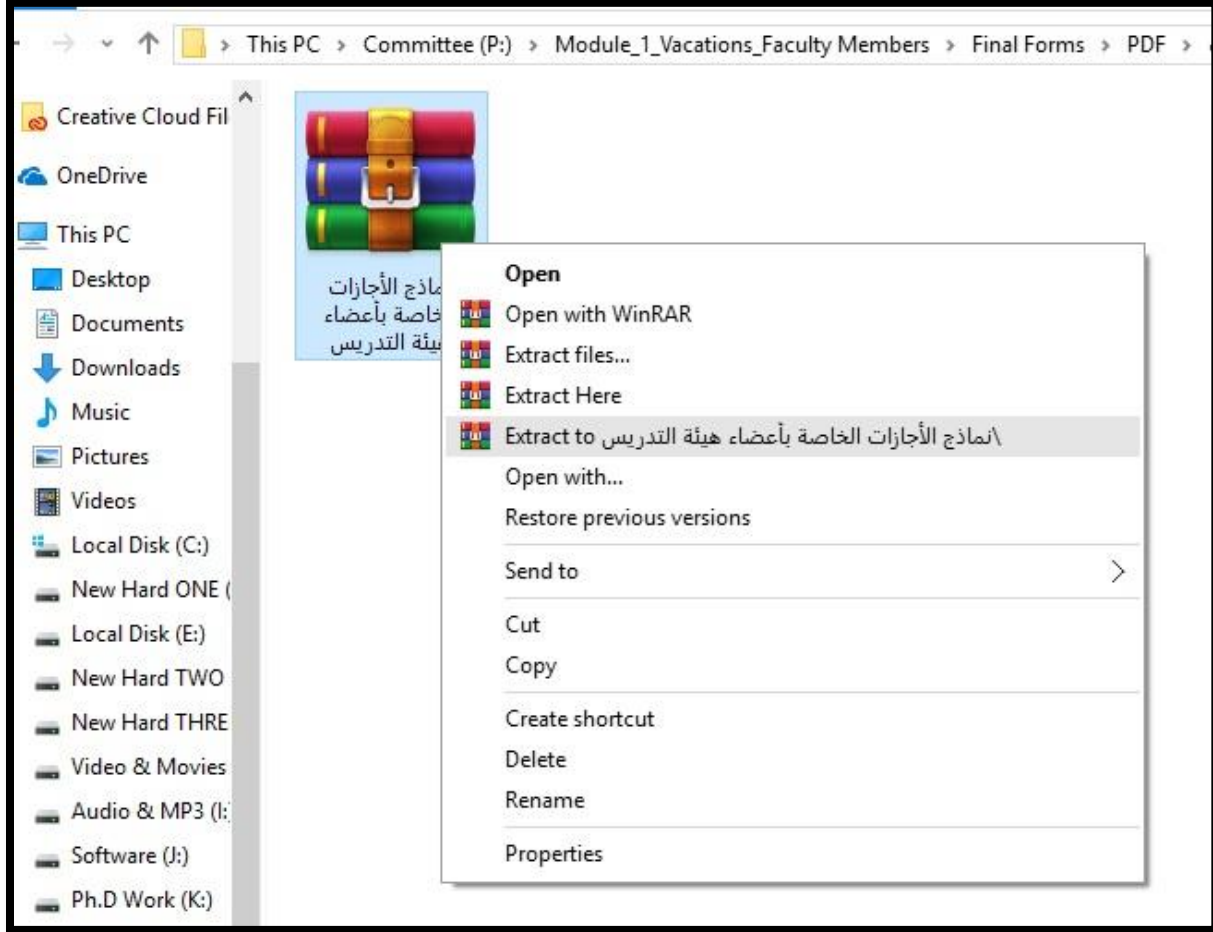 This PC > Committee (P:) > Module_1_Vacations_Faculty Members > Final Forms > PDF >
Creative Cloud Fil
OneDrive
This PC
Desktop
Documents
Downloads
Music
Pictures
Videos
Local Disk (C:)
New Hard ONE (
Local Disk (E:)
New Hard TWO
New Hard THRE
Video & Movies
Audio & MP3 (I:
Software (J:)
Ph.D Work (K:)
ماذج الأجازات
خاصة بأعضاء
يئة التدريس
Open
Open with WinRAR
Extract files...
Extract Here
Extract to نماذج الأجازات الخاصة بأعضاء هيئة التدريس\
Open with...
Restore previous versions
Send to
Cut
Copy
Create shortcut
Delete
Rename
Properties